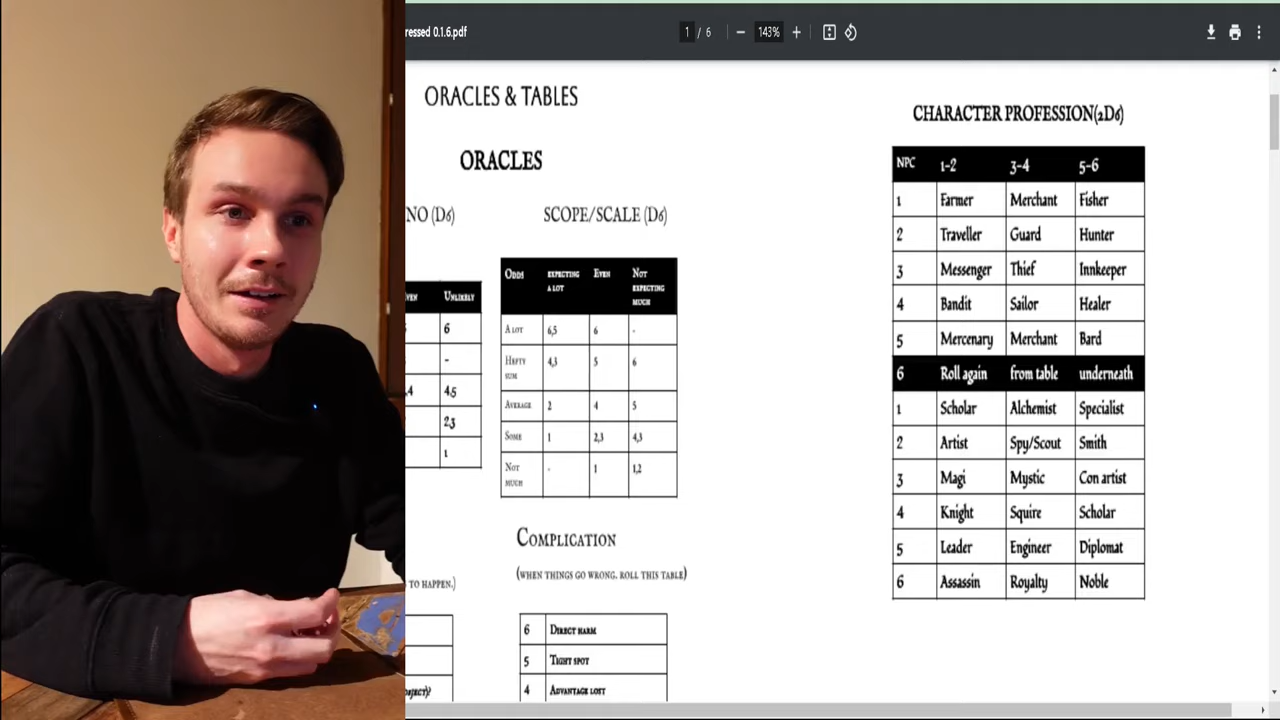 ressed 0.1.6.pdf
1 / 6
143%
ORACLES & TABLES
ORACLES
NO (D6)
SCOPE/SCALE (D6)
UNLIKELY
6
-
4,5
2,3
1
ODDS EXPECTING A LOT EVEN NOT EXPECTING MUCH
A LOT 6,5 6 -
HEFTY SUM 4,3 5 6
AVERAGE 2 4 5
SOME 1 2,3 4,3
NOT MUCH - 1 1,2
COMPLICATION
TO HAPPEN.)
(WHEN THINGS GO WRONG, ROLL THIS TABLE)
6 DIRECT HARM
5 TIGHT SPOT
4 ADVANTAGE LOST
CHARACTER PROFESSION(2D6)
NPC 1-2 3-4 5-6
1 Farmer Merchant Fisher
2 Traveller Guard Hunter
3 Messenger Thief Innkeeper
4 Bandit Sailor Healer
5 Mercenary Merchant Bard
6 Roll again from table underneath
1 Scholar Alchemist Specialist
2 Artist Spy/Scout Smith
3 Magi Mystic Con artist
4 Knight Squire Scholar
5 Leader Engineer Diplomat
6 Assassin Royalty Noble